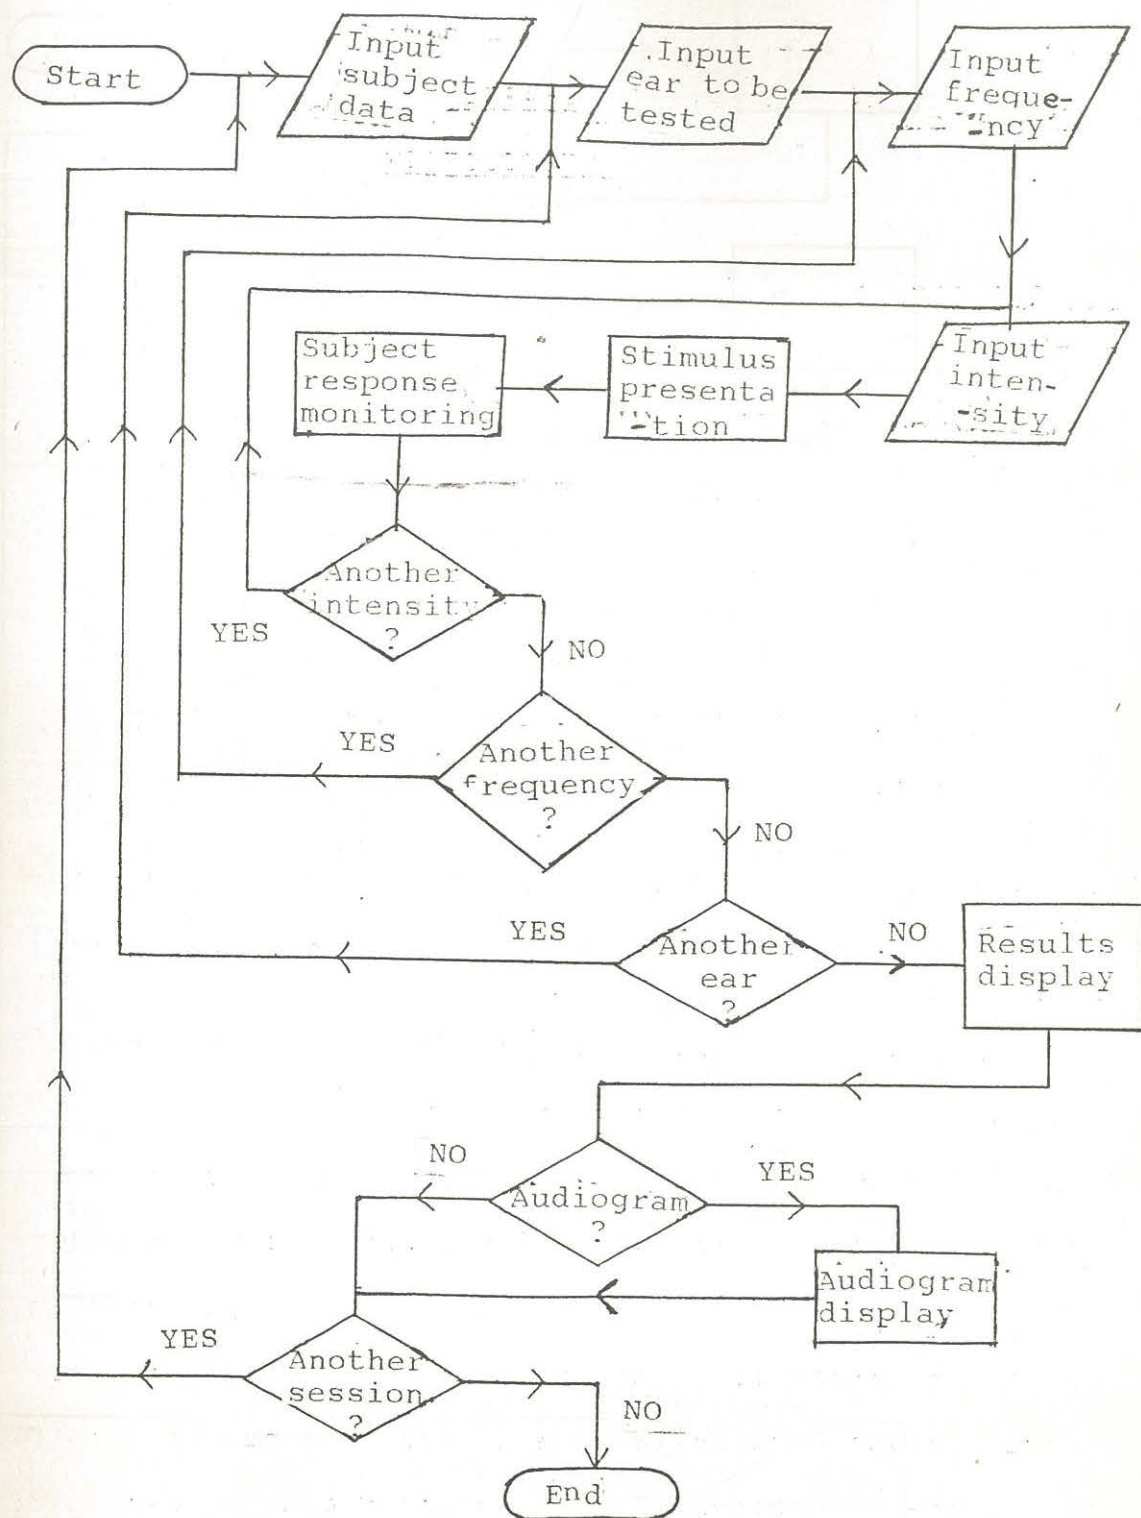 Start
Input
subject
data
Input
ear to be
tested
Input
freque-
-ncy
Subject
response
monitoring
Stimulus
presenta
-tion
Input
inten-
-sity
Another
intensity
?
YES
NO
YES
Another
frequency
?
NO
YES
Another
ear
?
NO
Results
display
NO
Audiogram
?
YES
Audiogram
display
YES
Another
session
?
NO
End